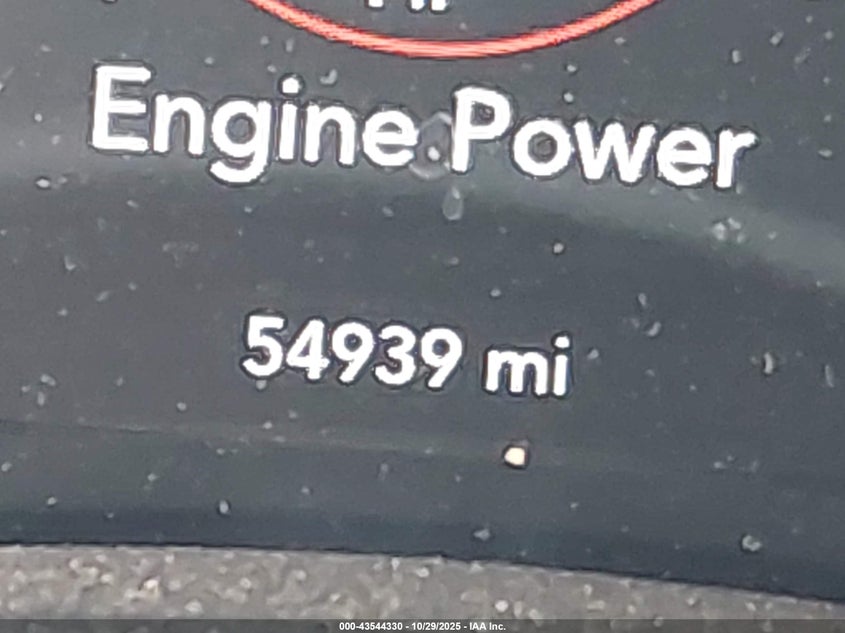 Engine Power
54939 mi
000-43544330 - 10/29/2025 - IAA Inc.